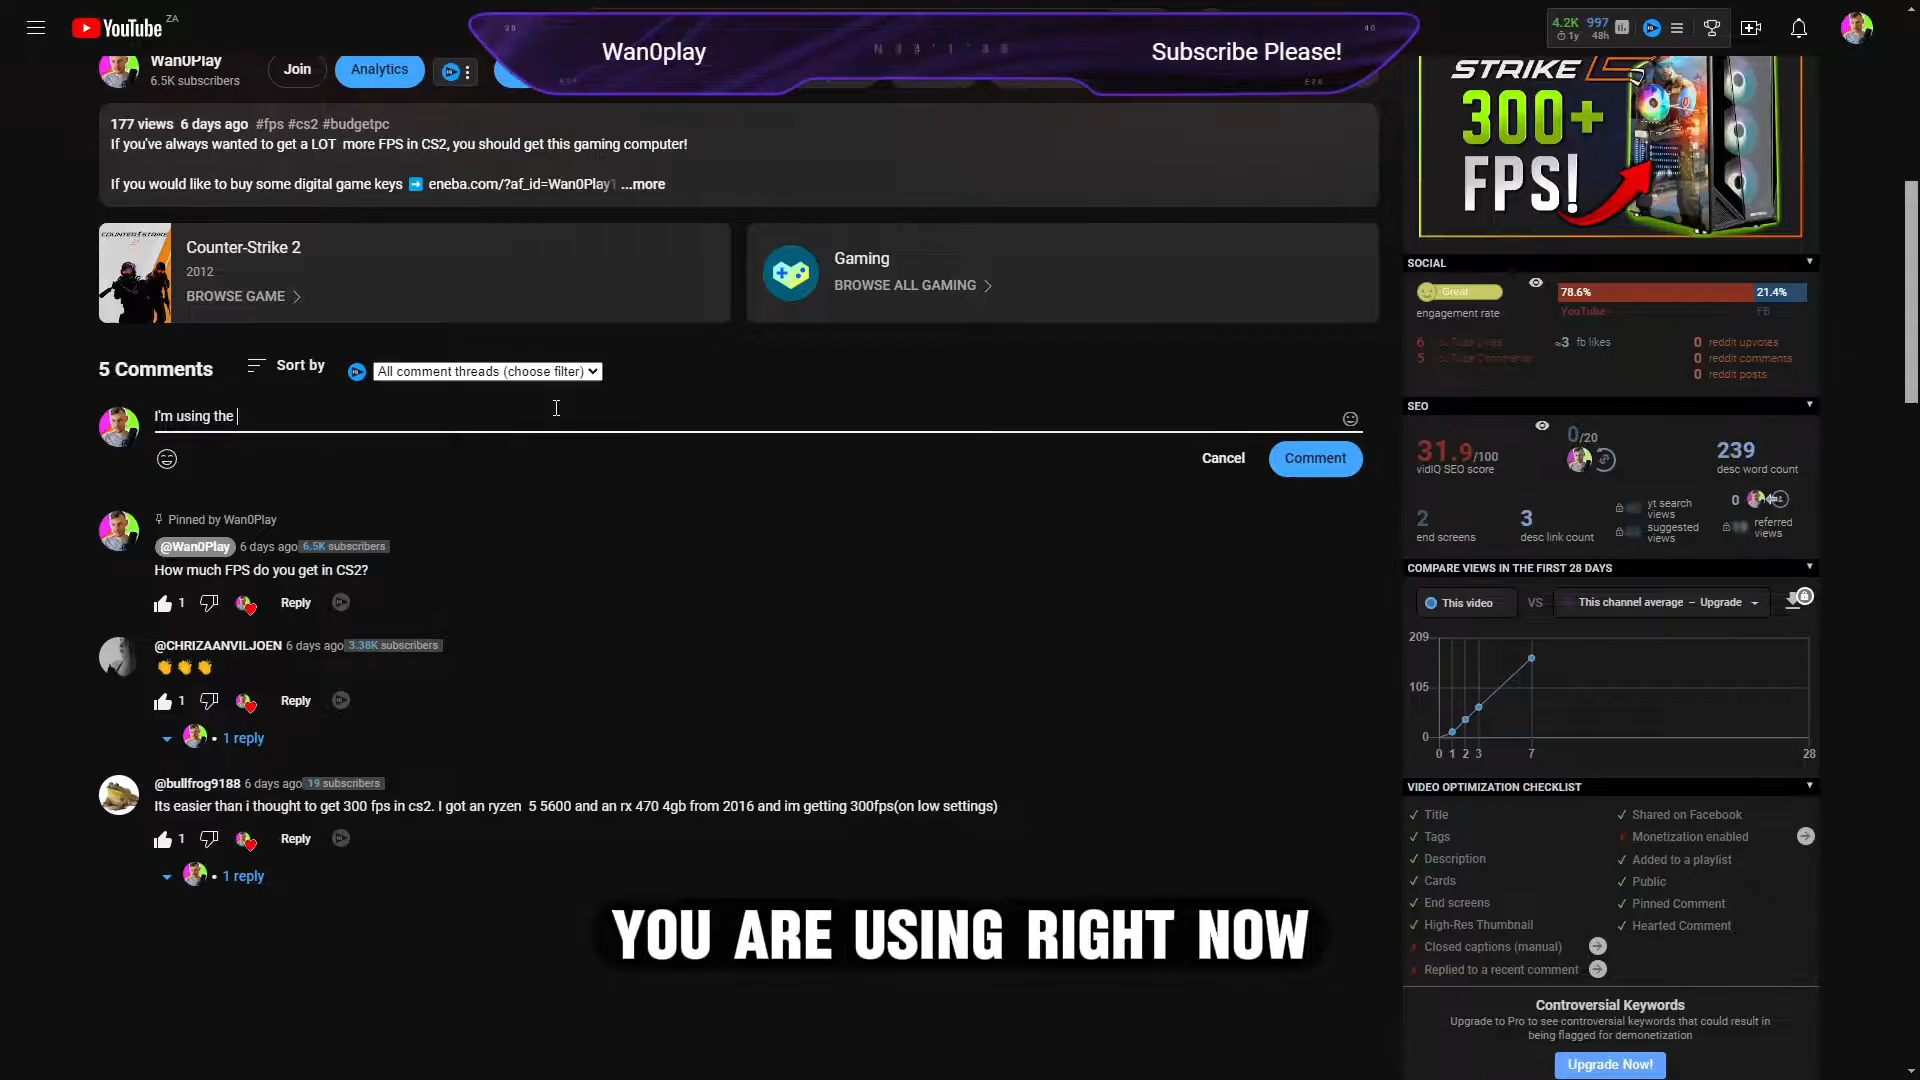 YouTube ZA
Wan0play
Subscribe Please!
4.2K 997
1y 48h
Wan0Play
6.5K subscribers
Join
Analytics
177 views 6 days ago #fps #cs2 #budgetpc
If you've always wanted to get a LOT more FPS in CS2, you should get this gaming computer!
If you would like to buy some digital game keys ➡ eneba.com/?af_id=Wan0Play1 ...more
Counter-Strike 2
2012
BROWSE GAME
Gaming
BROWSE ALL GAMING
5 Comments
Sort by
All comment threads (choose filter)
I'm using the
Cancel
Comment
Pinned by Wan0Play
@Wan0Play 6 days ago 6.5K subscribers
How much FPS do you get in CS2?
1 Reply
@CHRIZAANVILJOEN 6 days ago 3.38K subscribers
👏👏👏
1 Reply
1 reply
@bullfrog9188 6 days ago 19 subscribers
Its easier than i thought to get 300 fps in cs2. I got an ryzen 5 5600 and an rx 470 4gb from 2016 and im getting 300fps(on low settings)
1 Reply
1 reply
YOU ARE USING RIGHT NOW
STRIKE
300+
FPS!
SOCIAL
Great
engagement rate
78.6% 21.4%
YouTube FB
6
5
≈3 fb likes
0 reddit upvotes
0 reddit comments
0 reddit posts
SEO
31.9/100
vidIQ SEO score
0/20
239
desc word count
2
end screens
3
desc link count
yt search views
suggested views
0
referred views
COMPARE VIEWS IN THE FIRST 28 DAYS
This video VS This channel average – Upgrade
209
105
0
0 1 2 3 7 28
VIDEO OPTIMIZATION CHECKLIST
Title
Tags
Description
Cards
End screens
High-Res Thumbnail
Closed captions (manual)
Replied to a recent comment
Shared on Facebook
Monetization enabled
Added to a playlist
Public
Pinned Comment
Hearted Comment
Controversial Keywords
Upgrade to Pro to see controversial keywords that could result in
being flagged for demonetization
Upgrade Now!